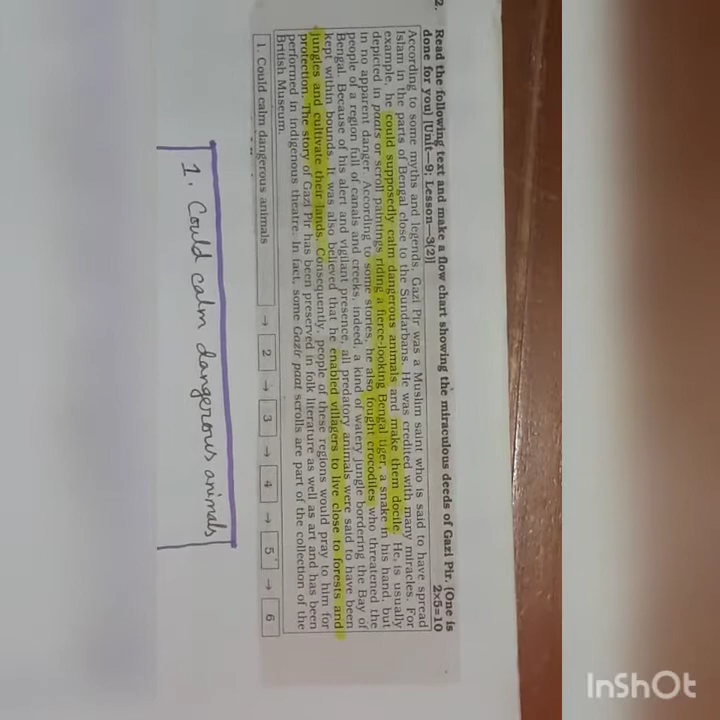 2. Read the following text and make a flow chart showing the miraculous deeds of Gazi Pir. (One is
done for you) [Unit—9; Lesson—3(2)] 2×5=10
According to some myths and legends, Gazi Pir was a Muslim saint who is said to have spread
Islam in the parts of Bengal close to the Sundarbans. He was credited with many miracles. For
example, he could supposedly calm dangerous animals and make them docile. He is usually
depicted in paats or scroll paintings riding a fierce-looking Bengal tiger, a snake in his hand, but
in no apparent danger. According to some stories, he also fought crocodiles who threatened the
people of a region full of canals and creeks, indeed, a kind of watery jungle bordering the Bay of
Bengal. Because of his alert and vigilant presence, all predatory animals were said to have been
kept within bounds. It was also believed that he enabled villagers to live close to forests and
jungles and cultivate their lands. Consequently, people of these regions would pray to him for
protection. The story of Gazi Pir has been preserved in folk literature as well as art and has been
performed in indigenous theatre. In fact, some Gazir paat scrolls are part of the collection of the
British Museum.
1. Could calm dangerous animals → 2 → 3 → 4 → 5 → 6
1. Could calm dangerous animals
InShOt